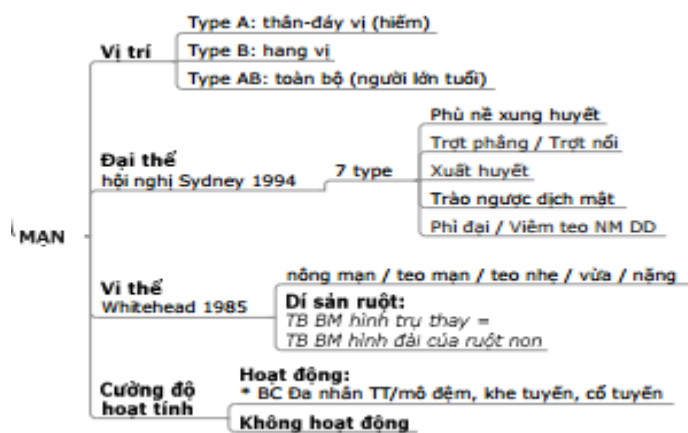 MẠN
Vị trí
Type A: thân-đáy vị (hiếm)
Type B: hang vị
Type AB: toàn bộ (người lớn tuổi)
Đại thể
hội nghị Sydney 1994
7 type
Phù nề xung huyết
Trợt phẳng / Trợt nổi
Xuất huyết
Trào ngược dịch mật
Phì đại / Viêm teo NM DD
Vi thể
Whitehead 1985
nông mạn / teo mạn / teo nhẹ / vừa / nặng
Dí sản ruột:
TB BM hình trụ thay =
TB BM hình đài của ruột non
Cường độ
hoạt tính
Hoạt động:
* BC Đa nhân TT/mô đệm, khe tuyến, cổ tuyến
Không hoạt động